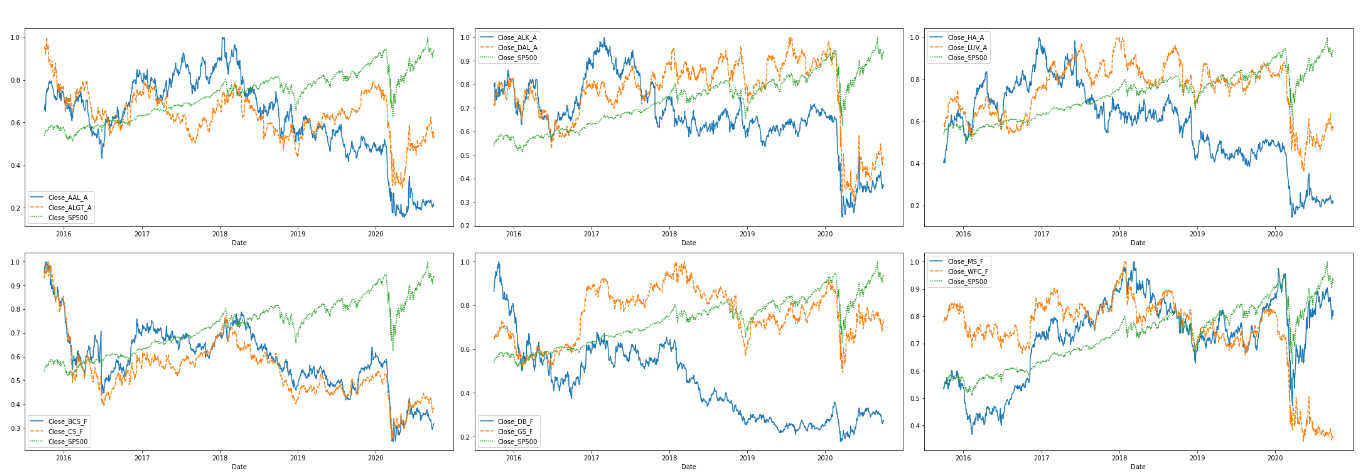 1.0
0.8
0.6
0.4
0.2
Close_AAL_A
Close_ALGT_A
Close_SP500
2016 2017 2018 2019 2020
Date
1.0
0.9
0.8
0.7
0.6
0.5
0.4
0.3
0.2
Close_ALK_A
Close_DAL_A
Close_SP500
2016 2017 2018 2019 2020
Date
1.0
0.8
0.6
0.4
0.2
Close_HA_A
Close_LUV_A
Close_SP500
2016 2017 2018 2019 2020
Date
1.0
0.9
0.8
0.7
0.6
0.5
0.4
0.3
Close_BCS_F
Close_CS_F
Close_SP500
2016 2017 2018 2019 2020
Date
1.0
0.8
0.6
0.4
0.2
Close_DB_F
Close_GS_F
Close_SP500
2016 2017 2018 2019 2020
Date
1.0
0.9
0.8
0.7
0.6
0.5
0.4
Close_MS_F
Close_WFC_F
Close_SP500
2016 2017 2018 2019 2020
Date